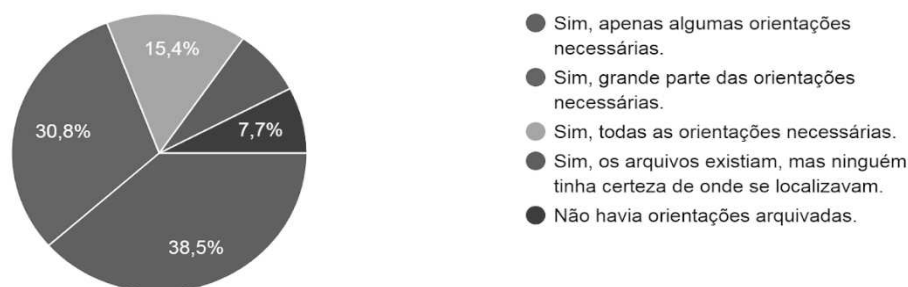 15,4%
30,8%
7,7%
38,5%
Sim, apenas algumas orientações
necessárias.
Sim, grande parte das orientações
necessárias.
Sim, todas as orientações necessárias.
Sim, os arquivos existiam, mas ninguém
tinha certeza de onde se localizavam.
Não havia orientações arquivadas.